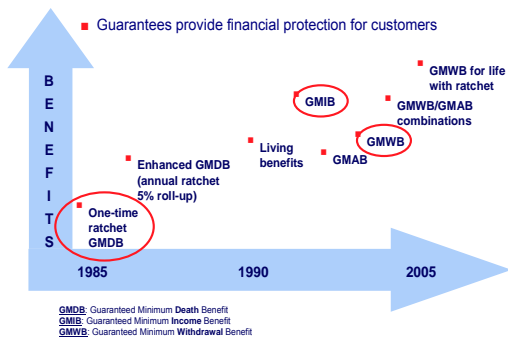 Guarantees provide financial protection for customers
BENEFITS
GMWB for life
with ratchet
GMIB
GMWB/GMAB
combinations
GMWB
Living
benefits
GMAB
Enhanced GMDB
(annual ratchet
5% roll-up)
One-time
ratchet
GMDB
1985
1990
2005
GMDB: Guaranteed Minimum Death Benefit
GMIB: Guaranteed Minimum Income Benefit
GMWB: Guaranteed Minimum Withdrawal Benefit